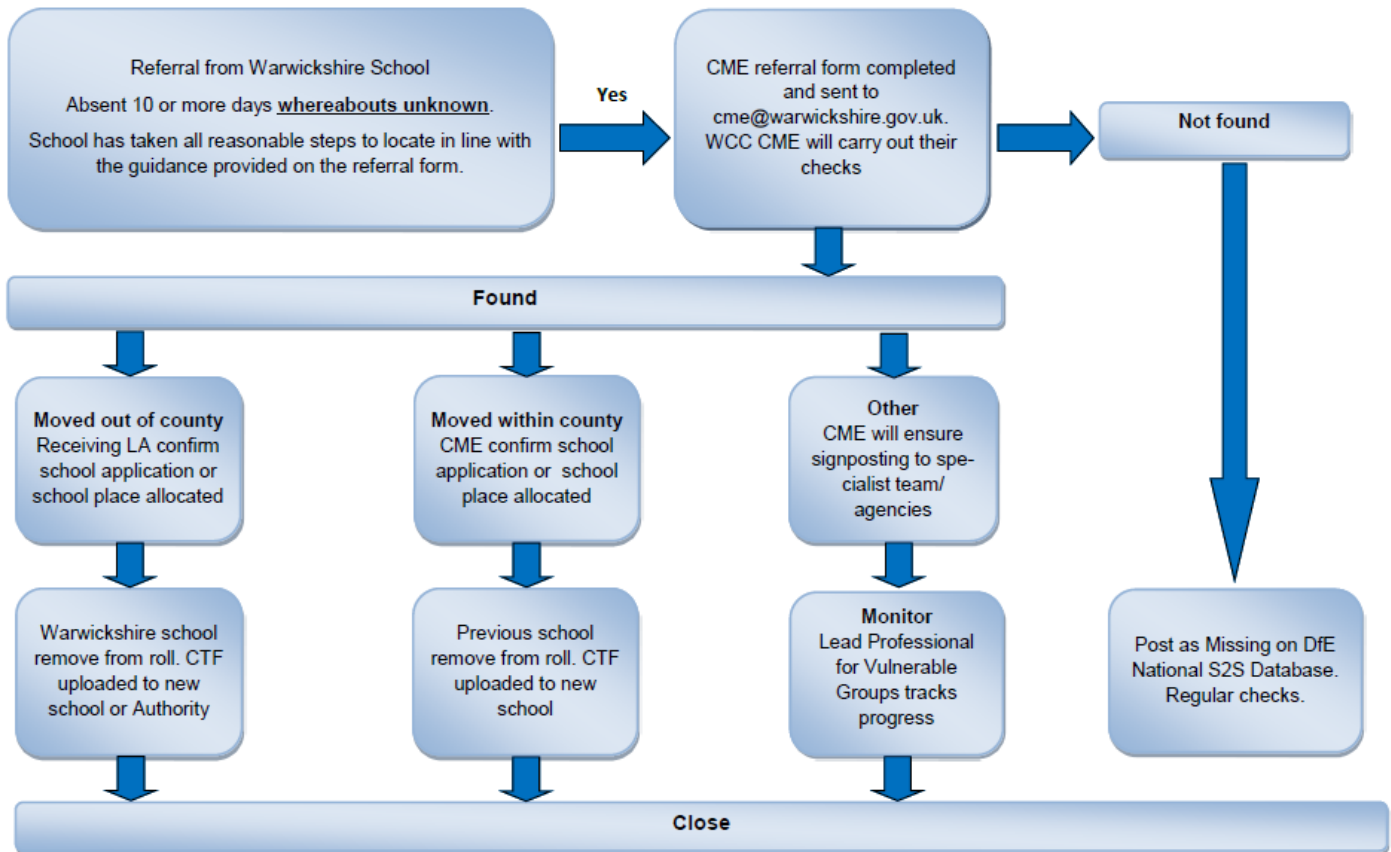 Referral from Warwickshire School
Absent 10 or more days whereabouts unknown.
School has taken all reasonable steps to locate in line with
the guidance provided on the referral form.
Yes
CME referral form completed
and sent to
cme@warwickshire.gov.uk.
WCC CME will carry out their
checks
Not found
Found
Moved out of county
Receiving LA confirm
school application or
school place allocated
Moved within county
CME confirm school
application or school
place allocated
Other
CME will ensure
signposting to spe-
cialist team/
agencies
Warwickshire school
remove from roll. CTF
uploaded to new
school or Authority
Previous school
remove from roll. CTF
uploaded to new
school
Monitor
Lead Professional
for Vulnerable
Groups tracks
progress
Post as Missing on DfE
National S2S Database.
Regular checks.
Close